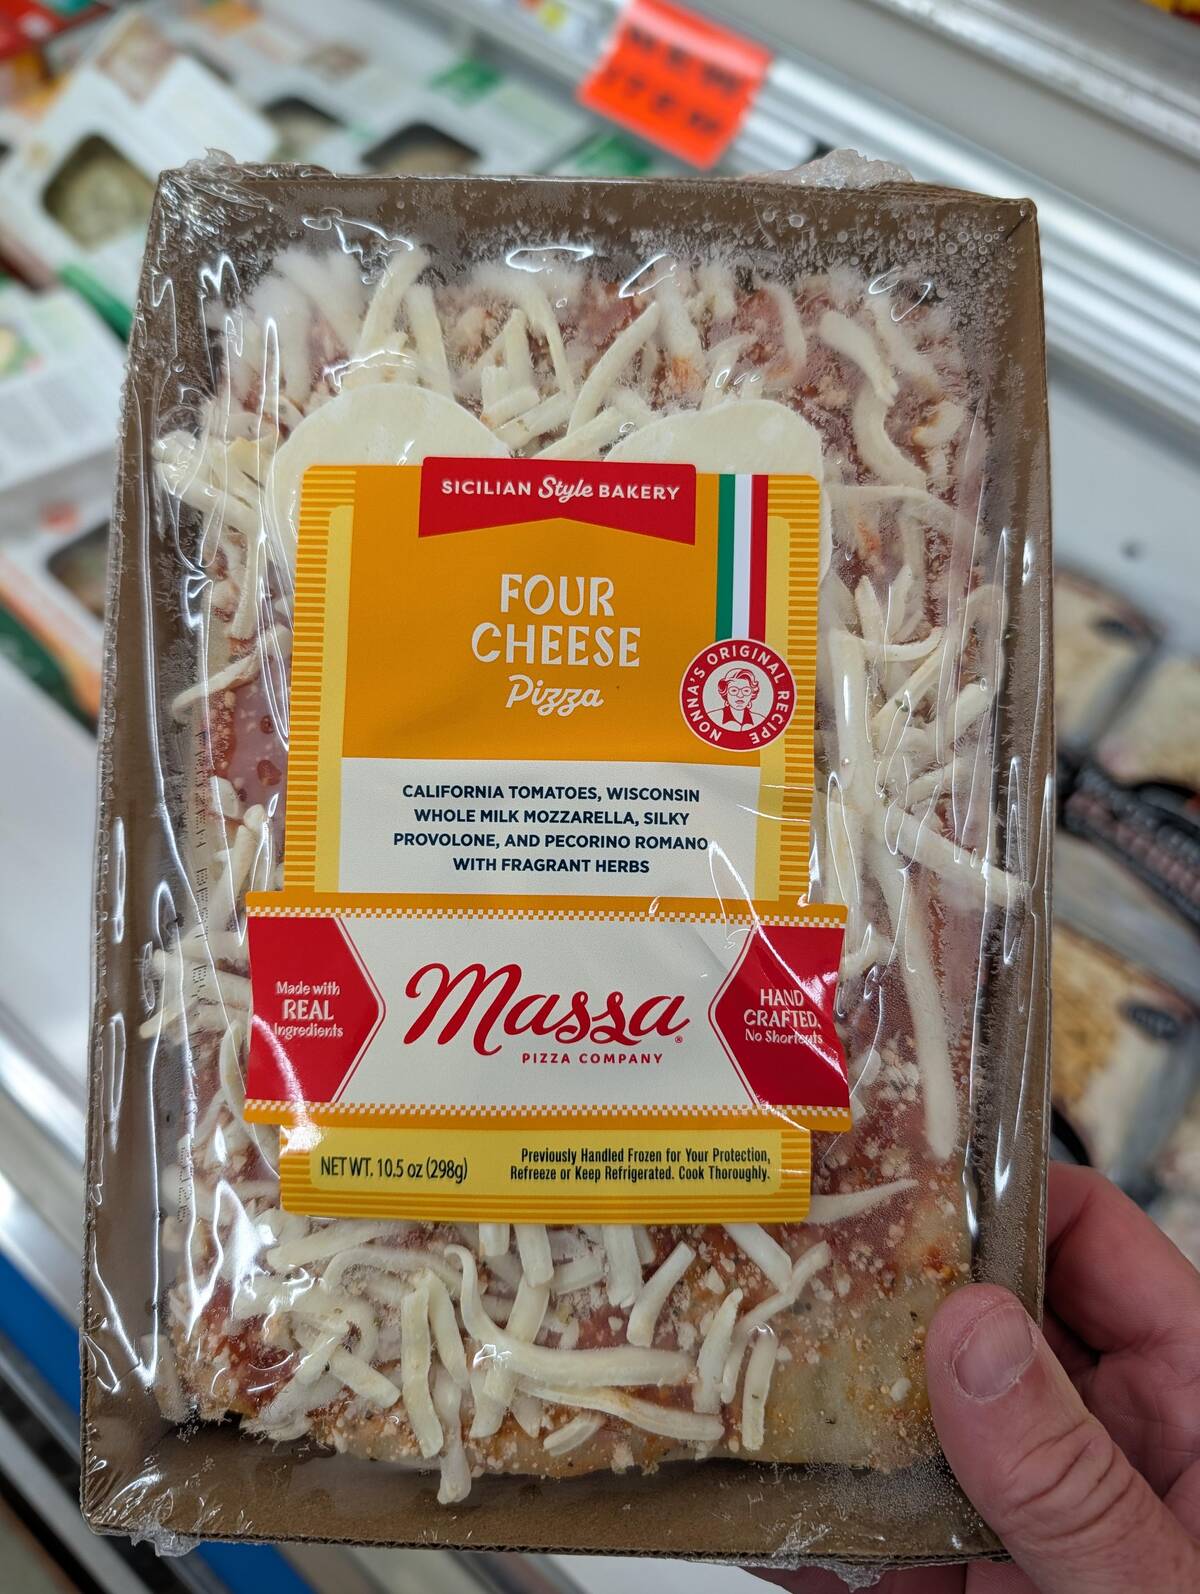 NEW
ITEM
SICILIAN Style BAKERY
FOUR
CHEESE
Pizza
NONNA'S ORIGINAL RECIPE
CALIFORNIA TOMATOES, WISCONSIN
WHOLE MILK MOZZARELLA, SILKY
PROVOLONE, AND PECORINO ROMANO
WITH FRAGRANT HERBS
Made with
REAL
Ingredients
Massa®
PIZZA COMPANY
HAND
CRAFTED.
No Shortcuts
NET WT. 10.5 oz (298g)
Previously Handled Frozen for Your Protection,
Refreeze or Keep Refrigerated. Cook Thoroughly.